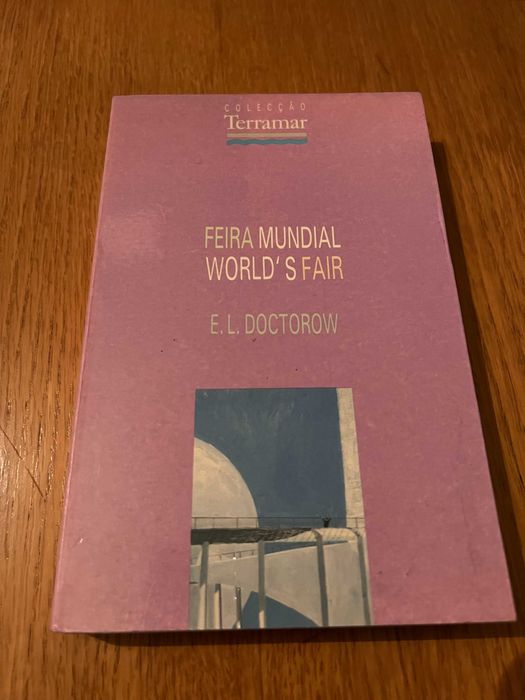 COLECÇÃO
Terramar
FEIRA MUNDIAL
WORLD'S FAIR
E. L. DOCTOROW